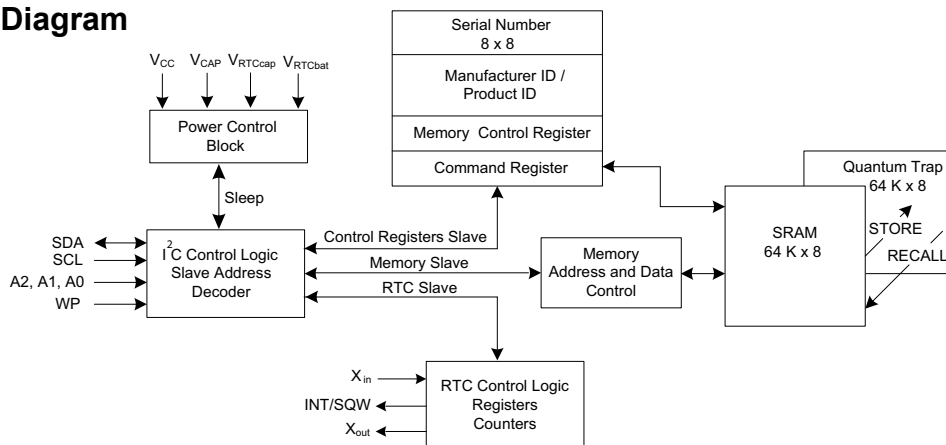 Diagram
Serial Number
8 x 8
Manufacturer ID /
Product ID
Memory Control Register
Command Register
VCC
VCAP
VRTCcap
VRTCbat
Power Control
Block
Sleep
Quantum Trap
64 K x 8
SRAM
64 K x 8
STORE
RECALL
SDA
SCL
A2, A1, A0
WP
I2C Control Logic
Slave Address
Decoder
Control Registers Slave
Memory Slave
RTC Slave
Memory
Address and Data
Control
Xin
INT/SQW
Xout
RTC Control Logic
Registers
Counters